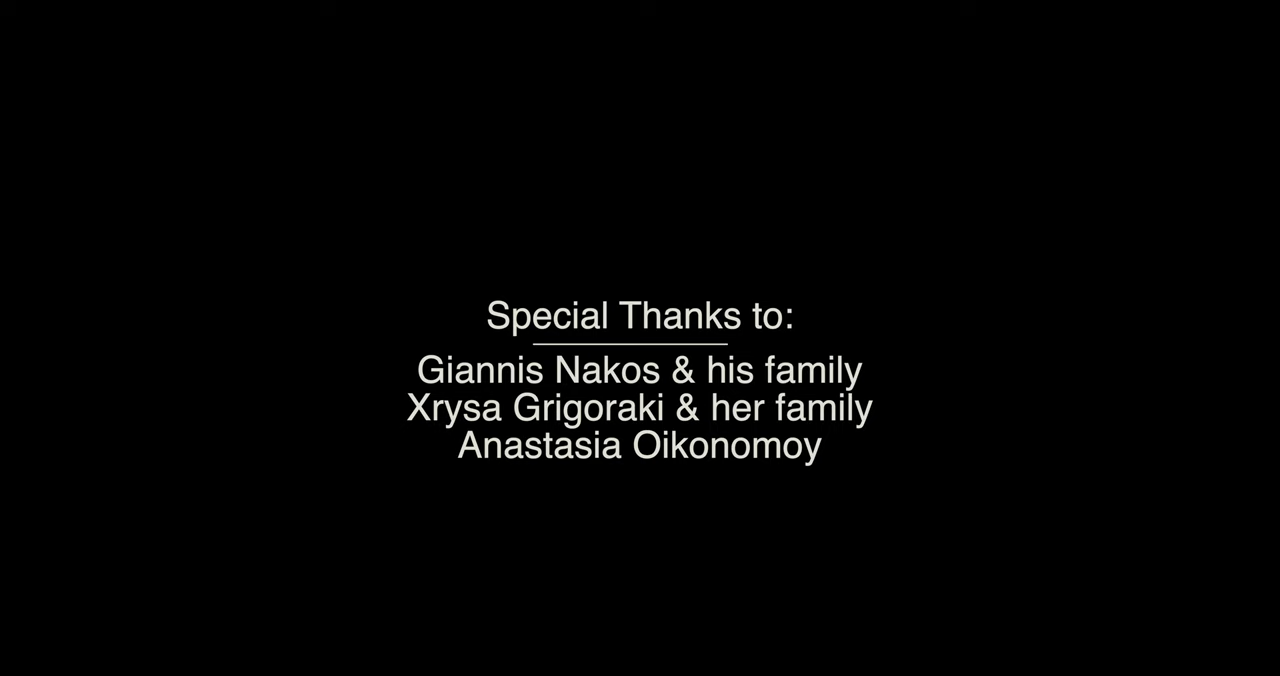 Special Thanks to:
Giannis Nakos & his family
Xrysa Grigoraki & her family
Anastasia Oikonomoy